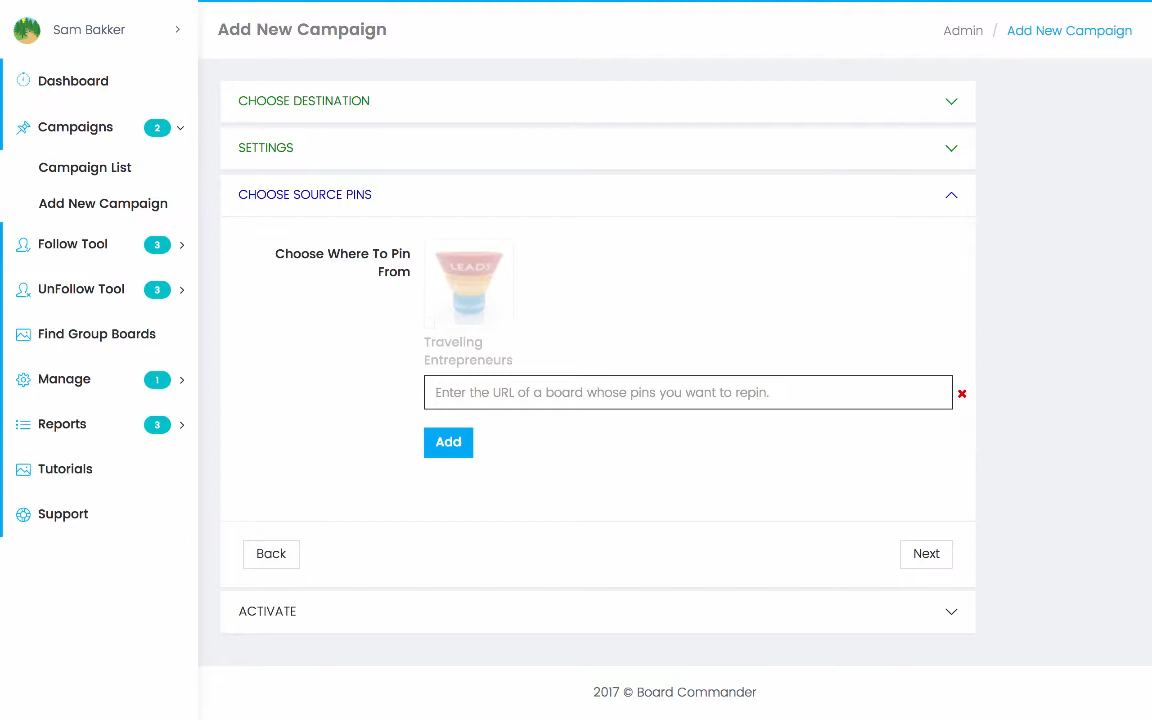 Sam Bakker
Add New Campaign
Admin / Add New Campaign
Dashboard
Campaigns 2
Campaign List
Add New Campaign
Follow Tool 3
UnFollow Tool 3
Find Group Boards
Manage 1
Reports 3
Tutorials
Support
CHOOSE DESTINATION
SETTINGS
CHOOSE SOURCE PINS
Choose Where To Pin
From
LEADS
Traveling
Entrepreneurs
Enter the URL of a board whose pins you want to repin.
Add
Back
Next
ACTIVATE
2017 © Board Commander